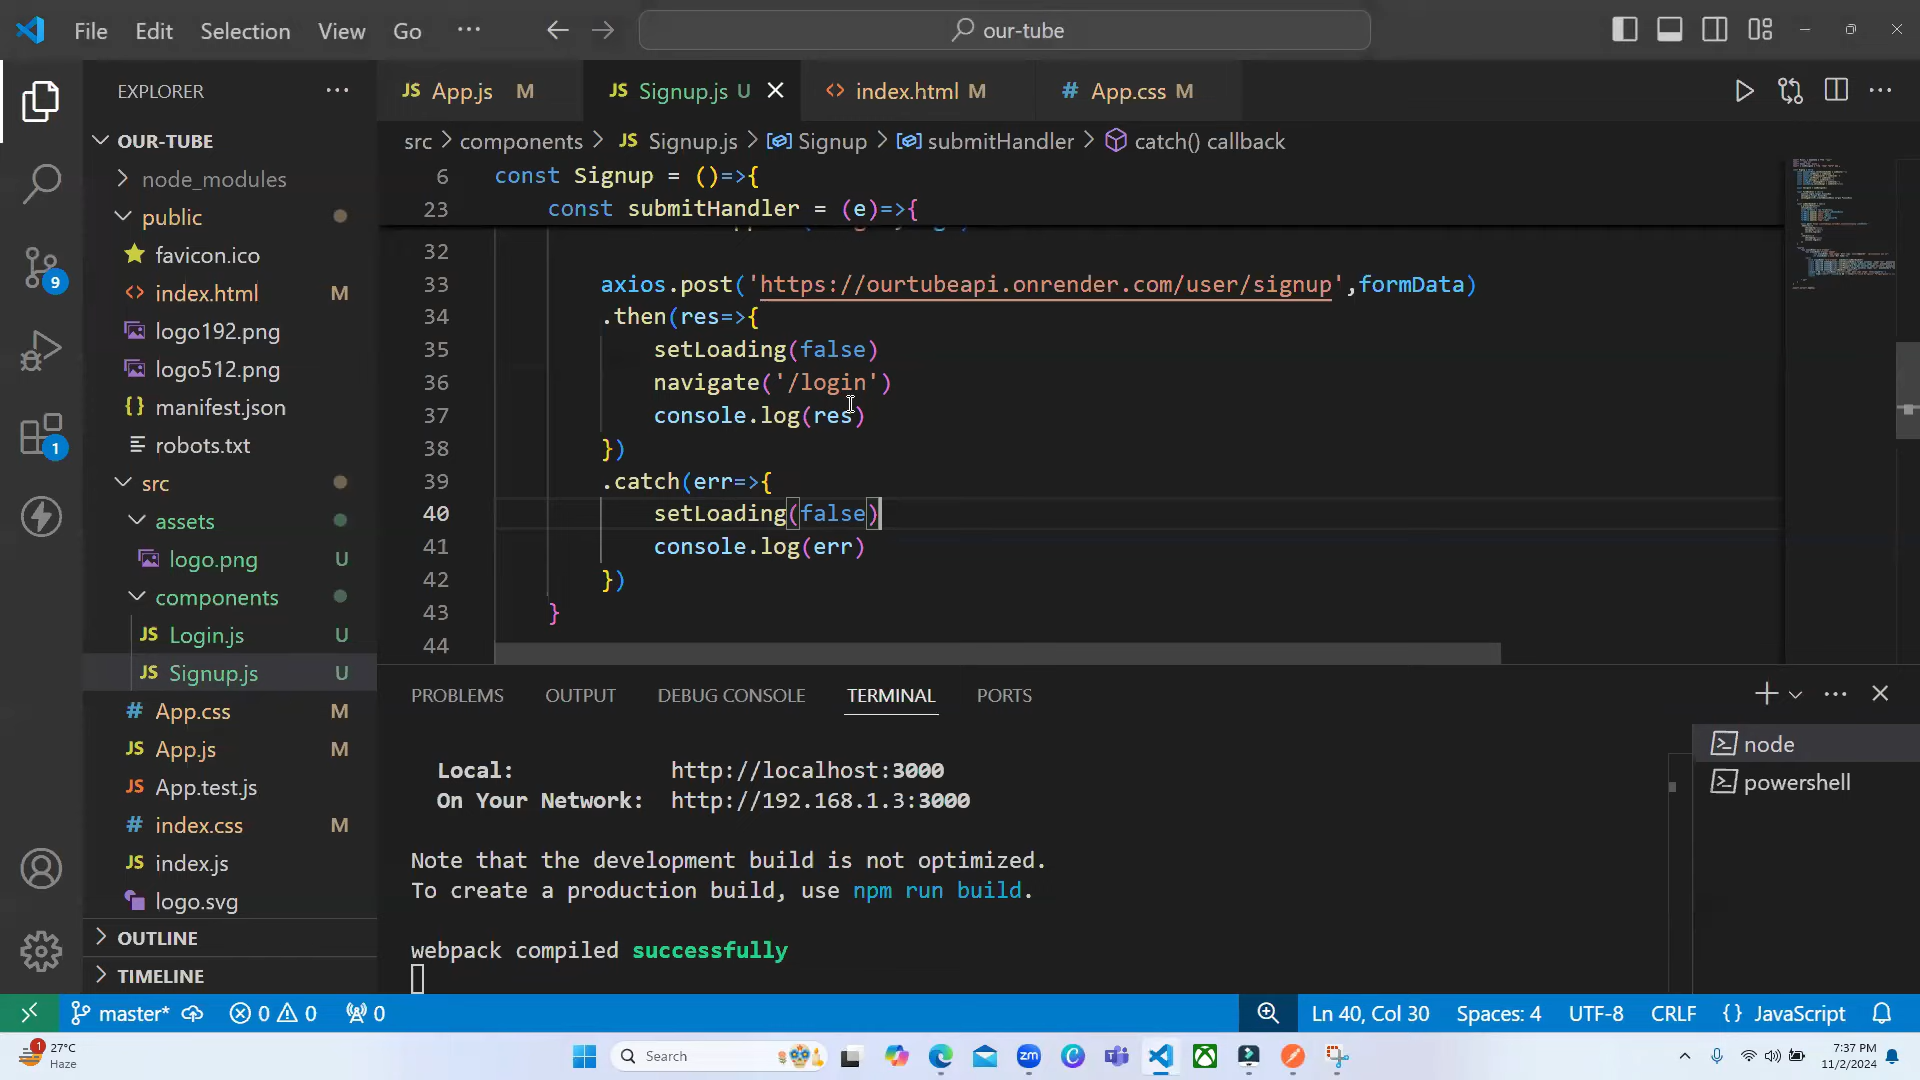 File Edit Selection View Go ··· our-tube
EXPLORER
OUR-TUBE
node_modules
public
favicon.ico
index.html M
logo192.png
logo512.png
manifest.json
robots.txt
src
assets
logo.png U
components
Login.js U
Signup.js U
App.css M
App.js M
App.test.js
index.css M
index.js
logo.svg
OUTLINE
TIMELINE
9
1
JS App.js M JS Signup.js U index.html M # App.css M
src > components > JS Signup.js > Signup > submitHandler > catch() callback
6 const Signup = ()=>{
23 const submitHandler = (e)=>{
32
33 axios.post('https://ourtubeapi.onrender.com/user/signup',formData)
34 .then(res=>{
35 setLoading(false)
36 navigate('/login')
37 console.log(res)
38 })
39 .catch(err=>{
40 setLoading(false)
41 console.log(err)
42 })
43 }
44
PROBLEMS OUTPUT DEBUG CONSOLE TERMINAL PORTS
Local: http://localhost:3000
On Your Network: http://192.168.1.3:3000
Note that the development build is not optimized.
To create a production build, use npm run build.
webpack compiled successfully
node
powershell
master* 0 0 0 Ln 40, Col 30 Spaces: 4 UTF-8 CRLF {} JavaScript
1 27°C
Haze
Search
7:37 PM
11/2/2024